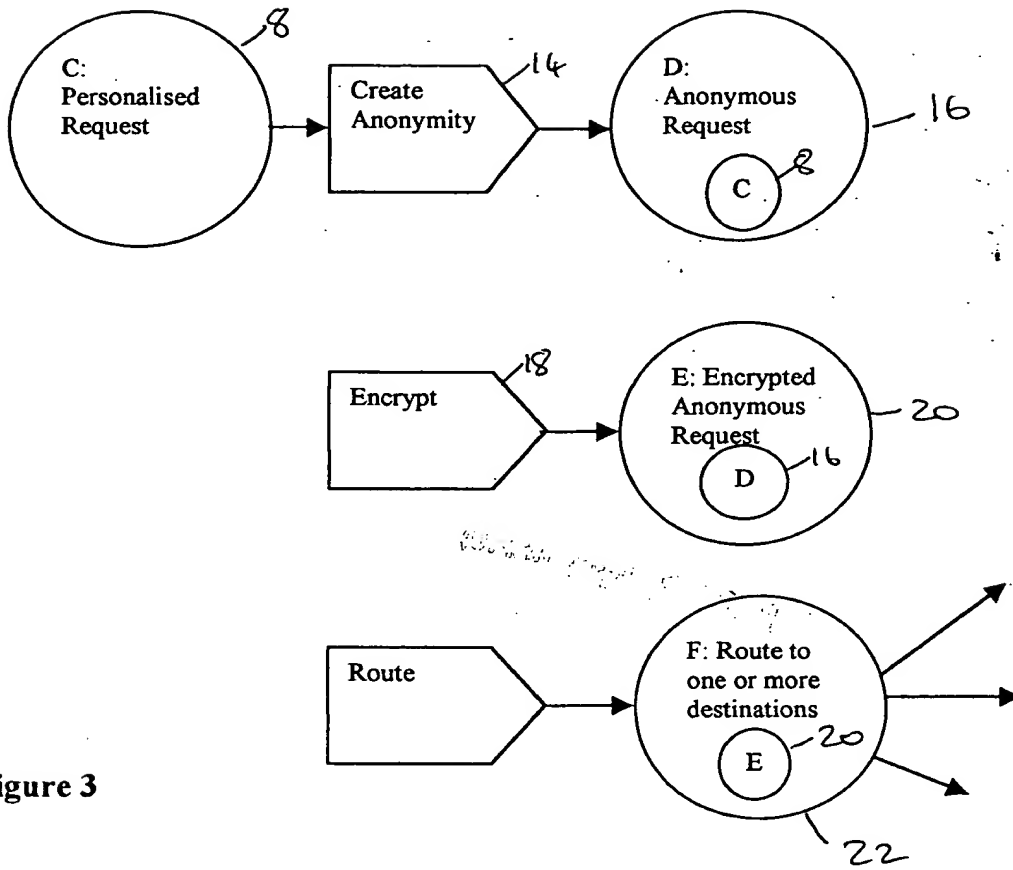 8
C:
Personalised
Request
Create
Anonymity
14
D:
Anonymous
Request
16
C
8
Encrypt
18
E: Encrypted
Anonymous
Request
20
D
16
Route
F: Route to
one or more
destinations
E
20
22
igure 3